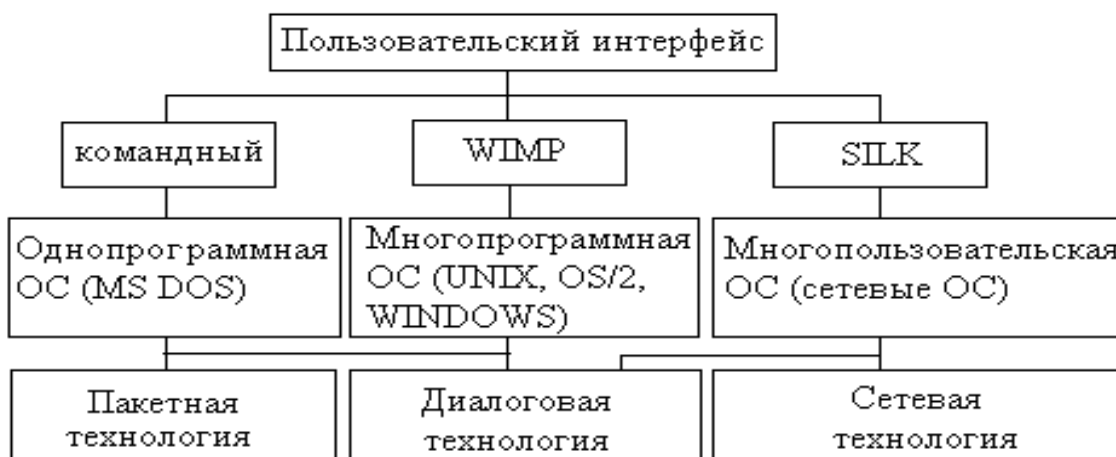 Пользовательский интерфейс
командный
WIMP
SILK
Однопрограммная
ОС (MS DOS)
Многопрограммная
ОС (UNIX, OS/2,
WINDOWS)
Многопользовательская
ОС (сетевые ОС)
Пакетная
технология
Диалоговая
технология
Сетевая
технология